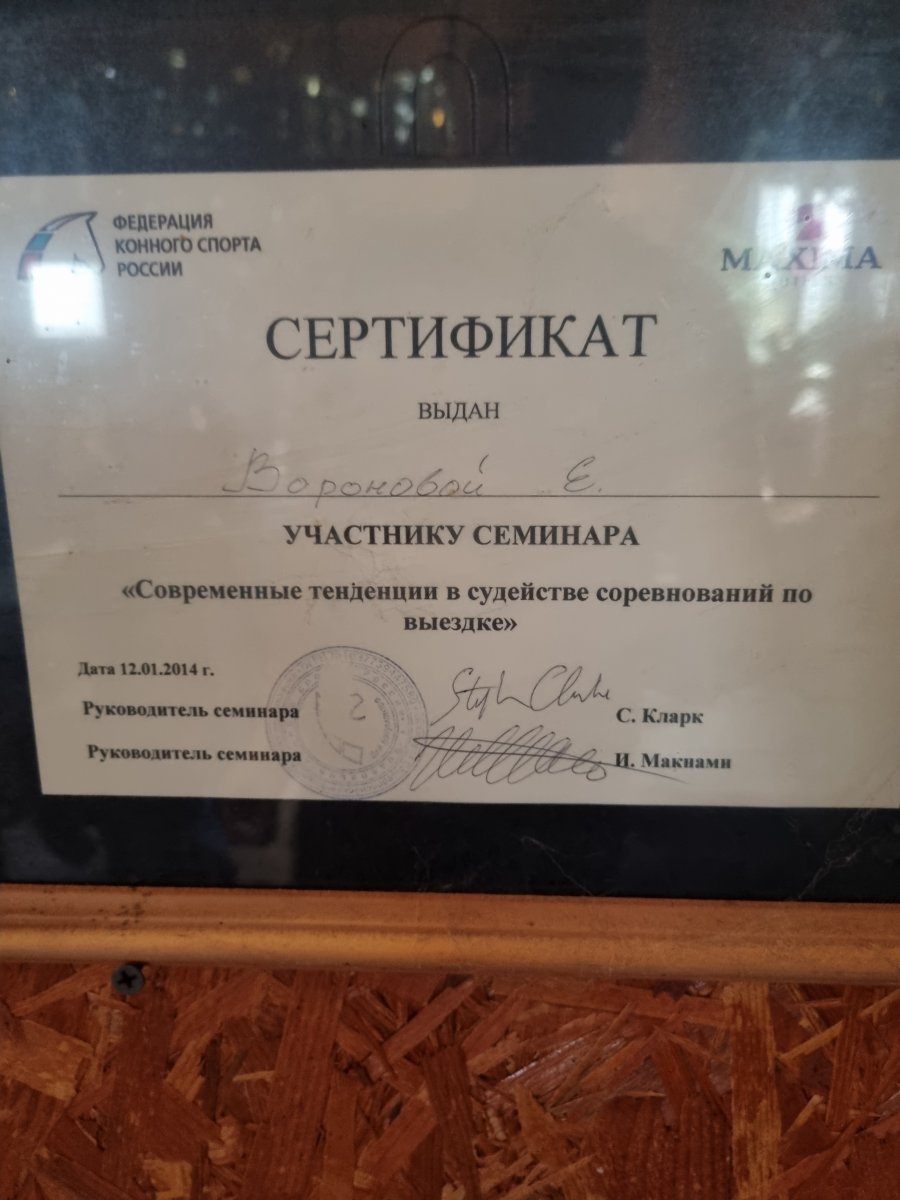 ФЕДЕРАЦИЯ
КОННОГО СПОРТА
РОССИИ
MAXIMA
СЕРТИФИКАТ
ВЫДАН
Вороновой Е.
УЧАСТНИКУ СЕМИНАРА
«Современные тенденции в судействе соревнований по
выездке»
Дата 12.01.2014 г.
Руководитель семинара
С. Кларк
Руководитель семинара
И. Макнами